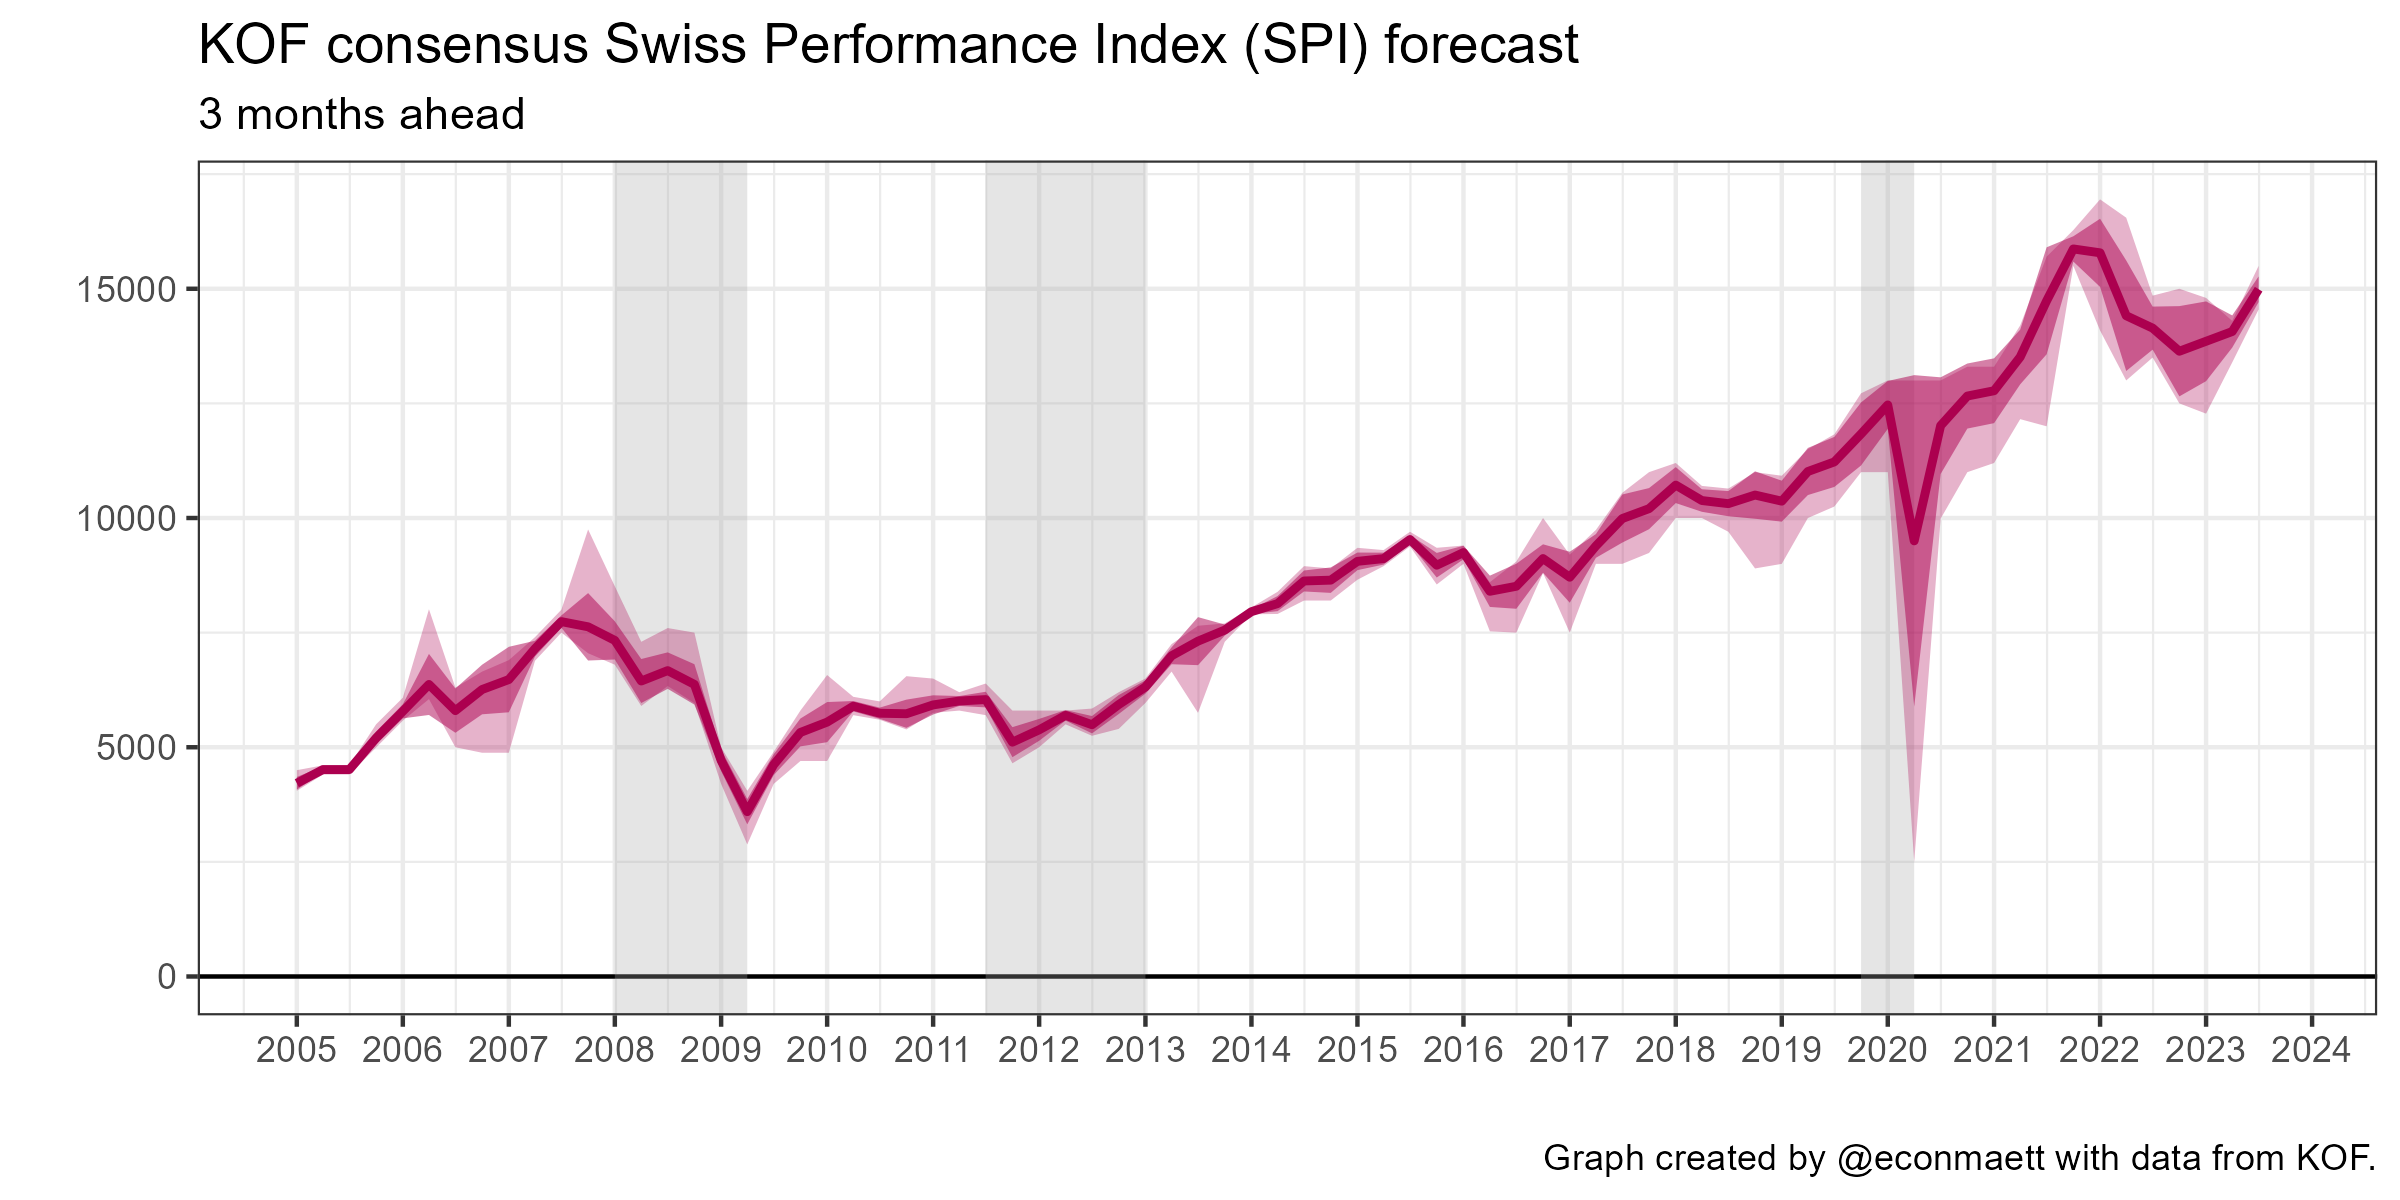 KOF consensus Swiss Performance Index (SPI) forecast
3 months ahead
15000
10000
5000
0
2005 2006 2007 2008 2009 2010 2011 2012 2013 2014 2015 2016 2017 2018 2019 2020 2021 2022 2023 2024
Graph created by @econmaett with data from KOF.